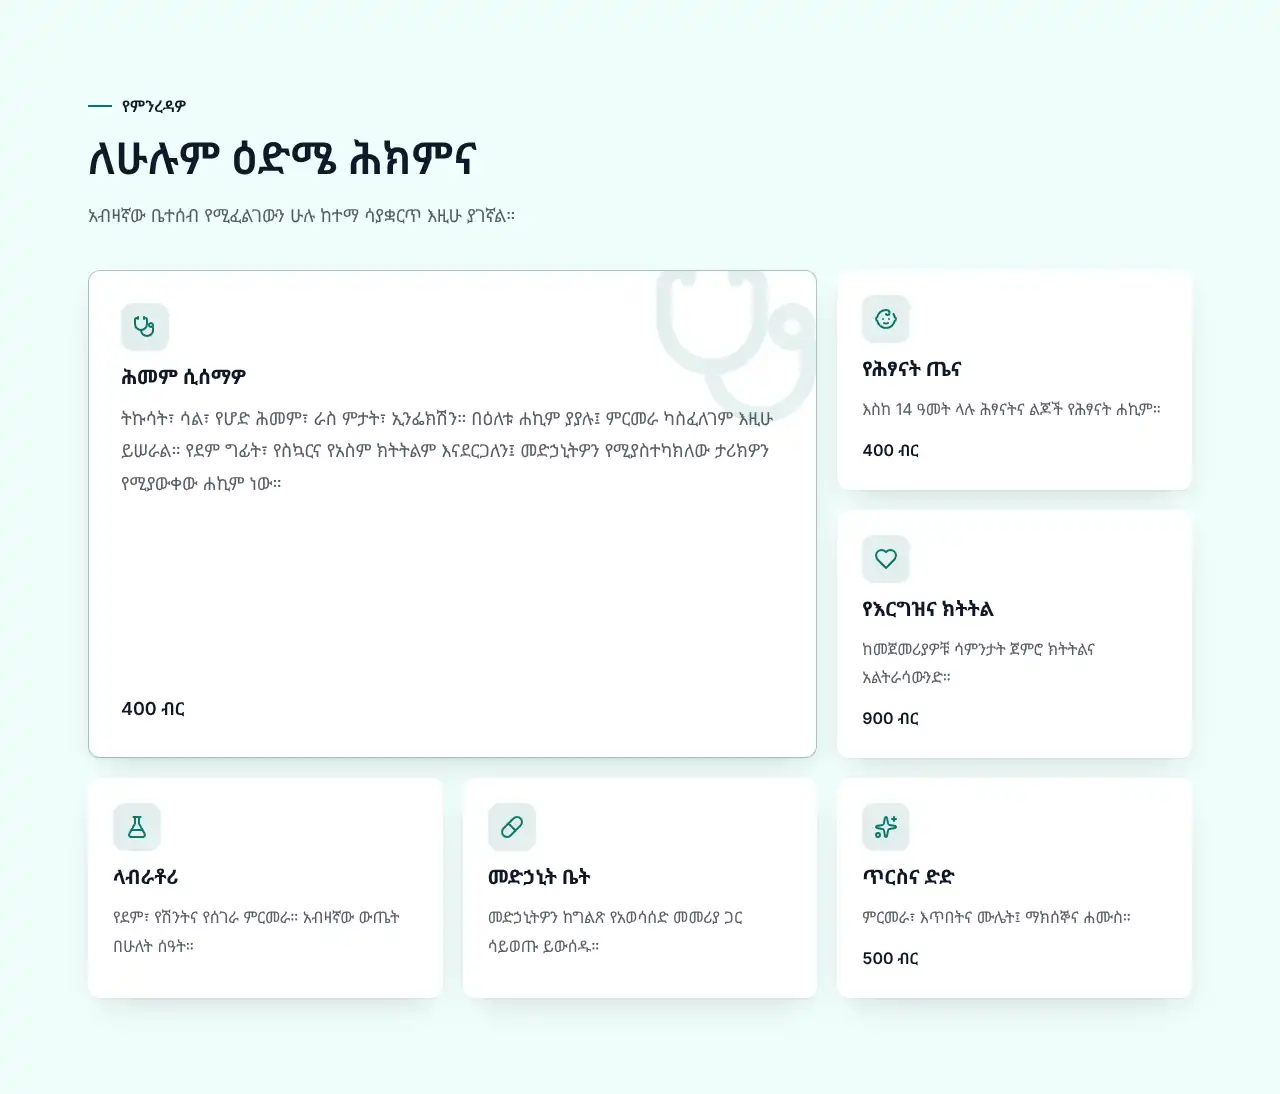 የምንረዳዎ
ለሁሉም ዕድሜ ሕክምና
አብዛኛው ቤተሰብ የሚፈልገውን ሁሉ ከተማ ሳያቋርጥ እዚሁ ያገኛል።
ሕመም ሲሰማዎ
ትኩሳት፣ ሳል፣ የሆድ ሕመም፣ ራስ ምታት፣ ኢንፌክሽን። በዕለቱ ሐኪም ያያሉ፤ ምርመራ ካስፈለገም እዚሁ
ይሠራል። የደም ግፊት፣ የስኳርና የአስም ክትትልም እናደርጋለን፤ መድኃኒትዎን የሚያስተካክለው ታሪክዎን
የሚያውቀው ሐኪም ነው።
400 ብር
የሕፃናት ጤና
እስከ 14 ዓመት ላሉ ሕፃናትና ልጆች የሕፃናት ሐኪም።
400 ብር
የእርግዝና ክትትል
ከመጀመሪያዎቹ ሳምንታት ጀምሮ ክትትልና
አልትራሳውንድ።
900 ብር
ላብራቶሪ
የደም፣ የሽንትና የሰገራ ምርመራ። አብዛኛው ውጤት
በሁለት ሰዓት።
መድኃኒት ቤት
መድኃኒትዎን ከግልጽ የአወሳሰድ መመሪያ ጋር
ሳይወጡ ይውሰዱ።
ጥርስና ድድ
ምርመራ፣ እጥበትና ሙሌት፤ ማክሰኞና ሐሙስ።
500 ብር